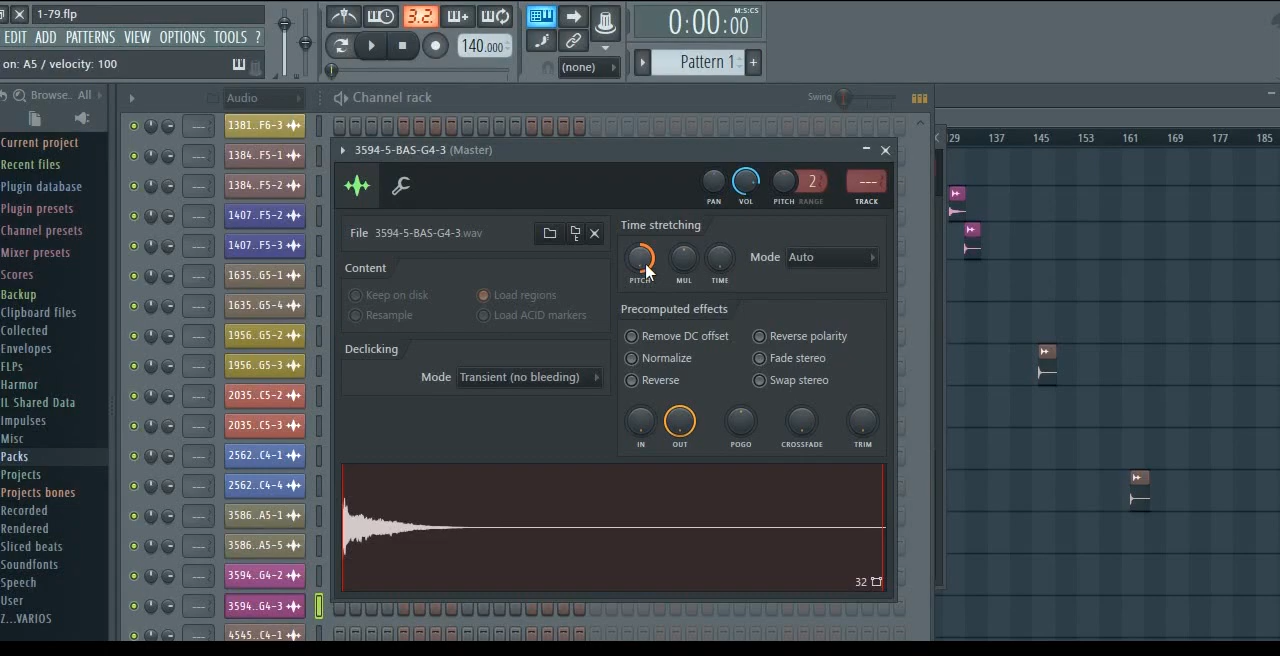 1-79.flp
EDIT ADD PATTERNS VIEW OPTIONS TOOLS ?
on: A5 / velocity: 100
3.2.
140.000
(none)
0:00:00
M:S:CS
Pattern 1
+
Browse.. All
Current project
Recent files
Plugin database
Plugin presets
Channel presets
Mixer presets
Scores
Backup
Clipboard files
Collected
Envelopes
FLPs
Harmor
IL Shared Data
Impulses
Misc
Packs
Projects
Projects bones
Recorded
Rendered
Sliced beats
Soundfonts
Speech
User
Z...VARIOS
Audio
Channel rack
Swing
1381..F6-3
1384..F5-1
1384..F5-2
1407..F5-2
1407..F5-3
1635..G5-1
1635..G5-4
1956..G5-2
1956..G5-3
2035..C5-2
2035..C5-3
2562..C4-1
2562..C4-4
3586..A5-1
3586..A5-5
3594..G4-2
3594..G4-3
4545..C4-1
3594-5-BAS-G4-3 (Master)
PAN VOL PITCH RANGE TRACK
2
---
File 3594-5-BAS-G4-3.wav
Content
Keep on disk Load regions
Resample Load ACID markers
Declicking
Mode Transient (no bleeding)
Time stretching
PITCH MUL TIME
Mode Auto
Precomputed effects
Remove DC offset Reverse polarity
Normalize Fade stereo
Reverse Swap stereo
IN OUT POGO CROSSFADE TRIM
32
129 137 145 153 161 169 177 185